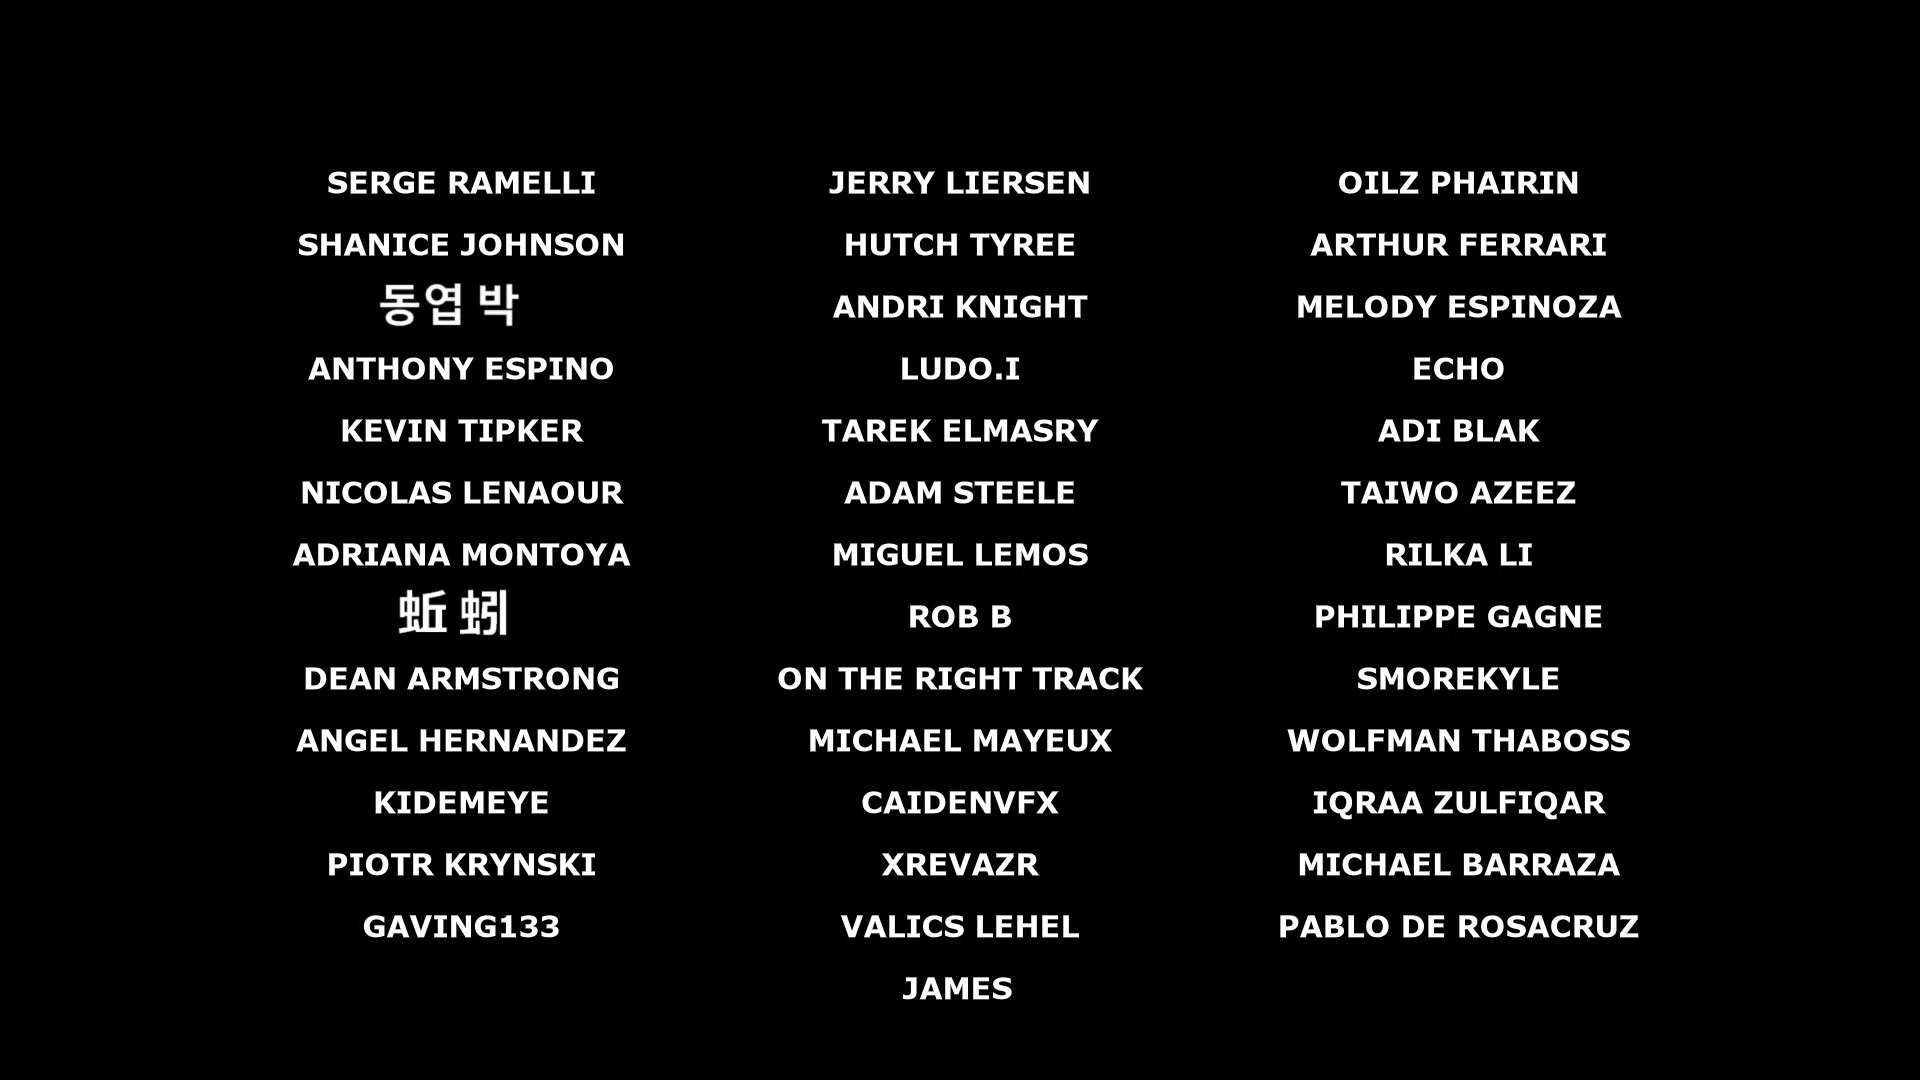 SERGE RAMELLI
SHANICE JOHNSON
동엽 박
ANTHONY ESPINO
KEVIN TIPKER
NICOLAS LENAOUR
ADRIANA MONTOYA
蚯 蚓
DEAN ARMSTRONG
ANGEL HERNANDEZ
KIDEMEYE
PIOTR KRYNSKI
GAVING133
JERRY LIERSEN
HUTCH TYREE
ANDRI KNIGHT
LUDO.I
TAREK ELMASRY
ADAM STEELE
MIGUEL LEMOS
ROB B
ON THE RIGHT TRACK
MICHAEL MAYEUX
CAIDENVFX
XREVAZR
VALICS LEHEL
JAMES
OILZ PHAIRIN
ARTHUR FERRARI
MELODY ESPINOZA
ECHO
ADI BLAK
TAIWO AZEEZ
RILKA LI
PHILIPPE GAGNE
SMOREKYLE
WOLFMAN THABOSS
IQRAA ZULFIQAR
MICHAEL BARRAZA
PABLO DE ROSACRUZ